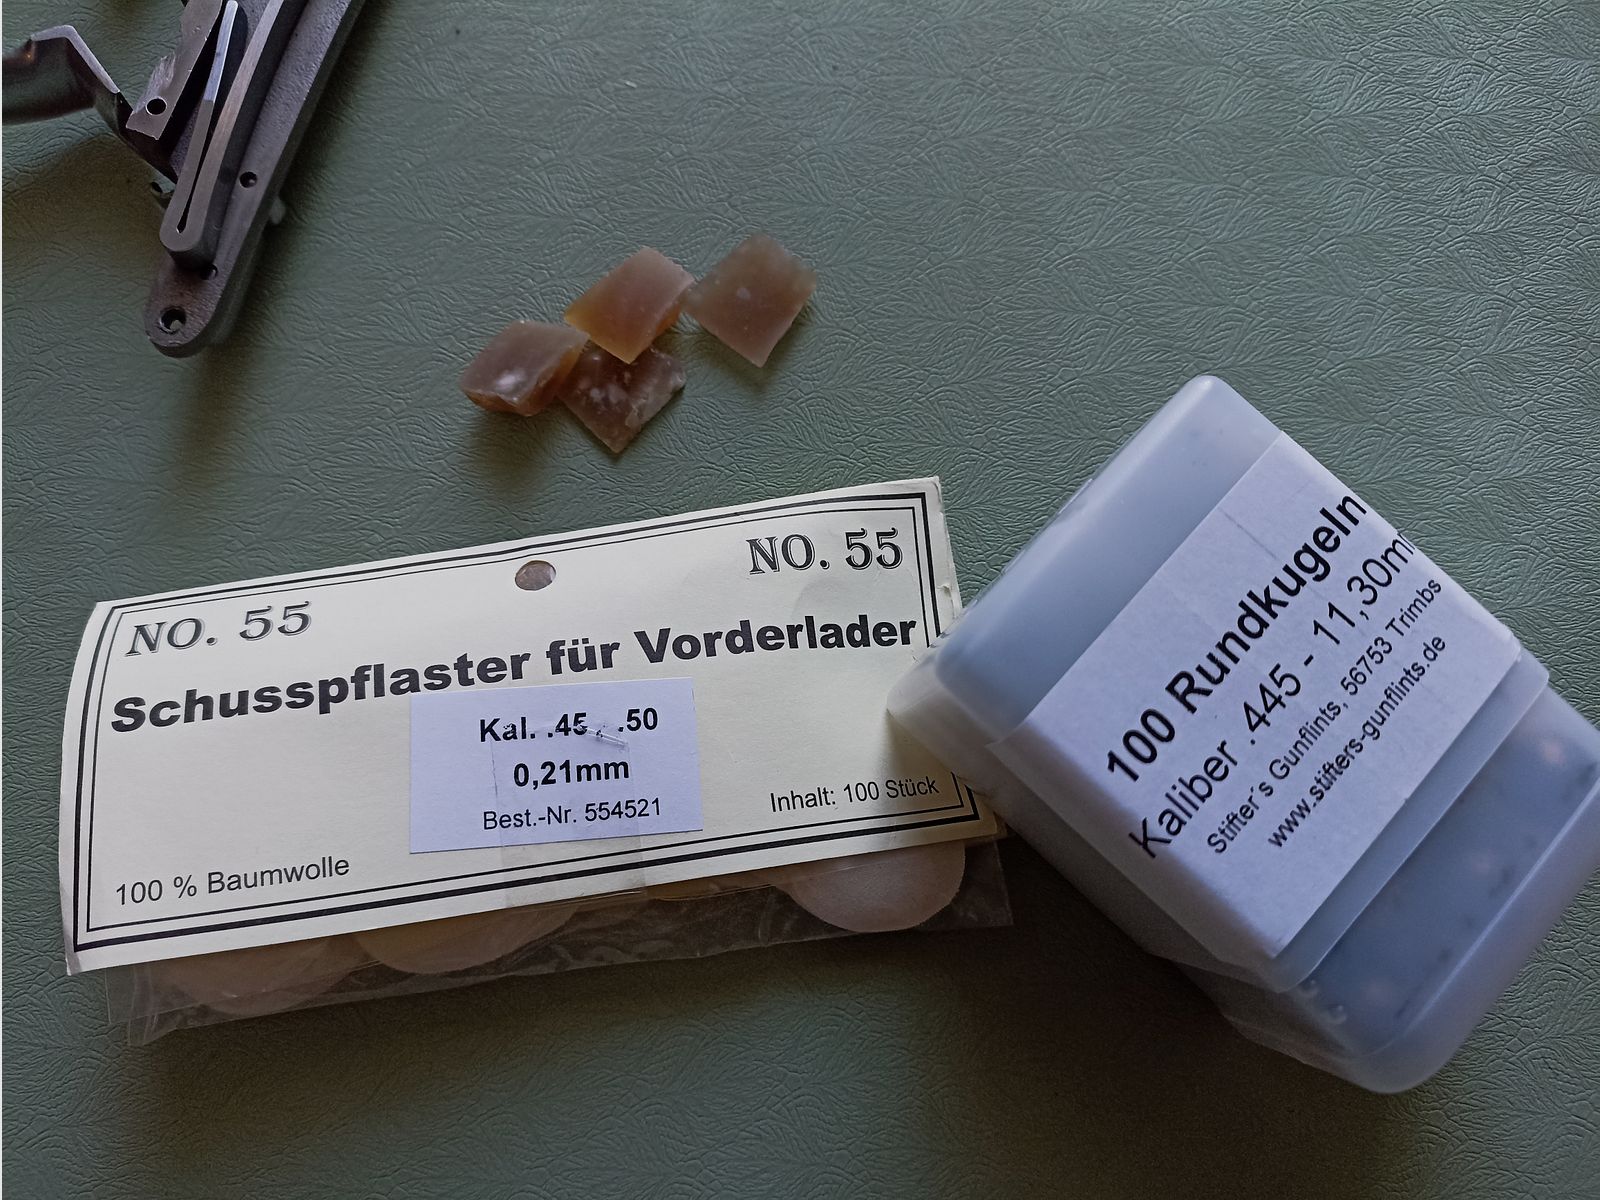 NO. 55
NO. 55
Schusspflaster für Vorderlader
Kal. .45 .50
0,21mm
Best.-Nr. 554521
Inhalt: 100 Stück
100 % Baumwolle
100 Rundkugeln
Kaliber .445 - 11,30mm
Stifter´s Gunflints, 56753 Trimbs
www.stifters-gunflints.de